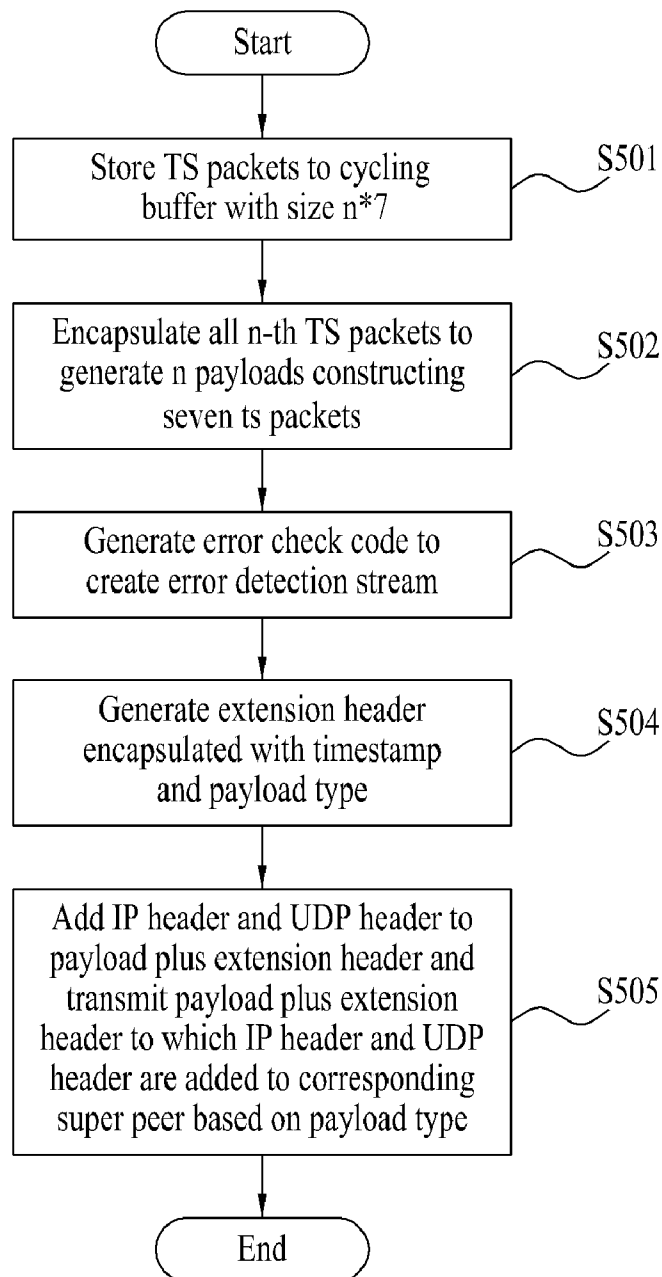 Start
Store TS packets to cycling
buffer with size n*7
S501
Encapsulate all n-th TS packets to
generate n payloads constructing
seven ts packets
S502
Generate error check code to
create error detection stream
S503
Generate extension header
encapsulated with timestamp
and payload type
S504
Add IP header and UDP header to
payload plus extension header and
transmit payload plus extension
header to which IP header and UDP
header are added to corresponding
super peer based on payload type
S505
End